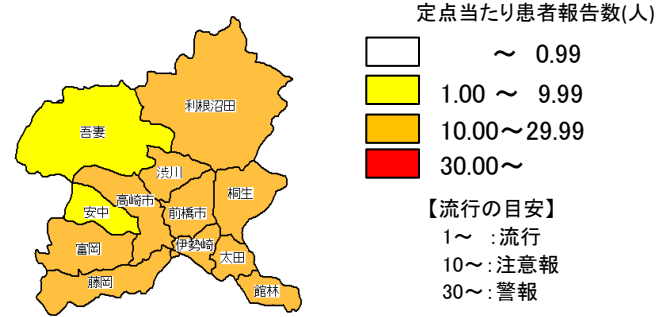 定点当たり患者報告数(人)
～ 0.99
1.00 ～ 9.99
10.00～29.99
30.00～
【流行の目安】
1～ :流行
10～:注意報
30～:警報
利根沼田
吾妻
渋川
桐生
高崎市
前橋市
安中
伊勢崎
富岡
太田
藤岡
館林